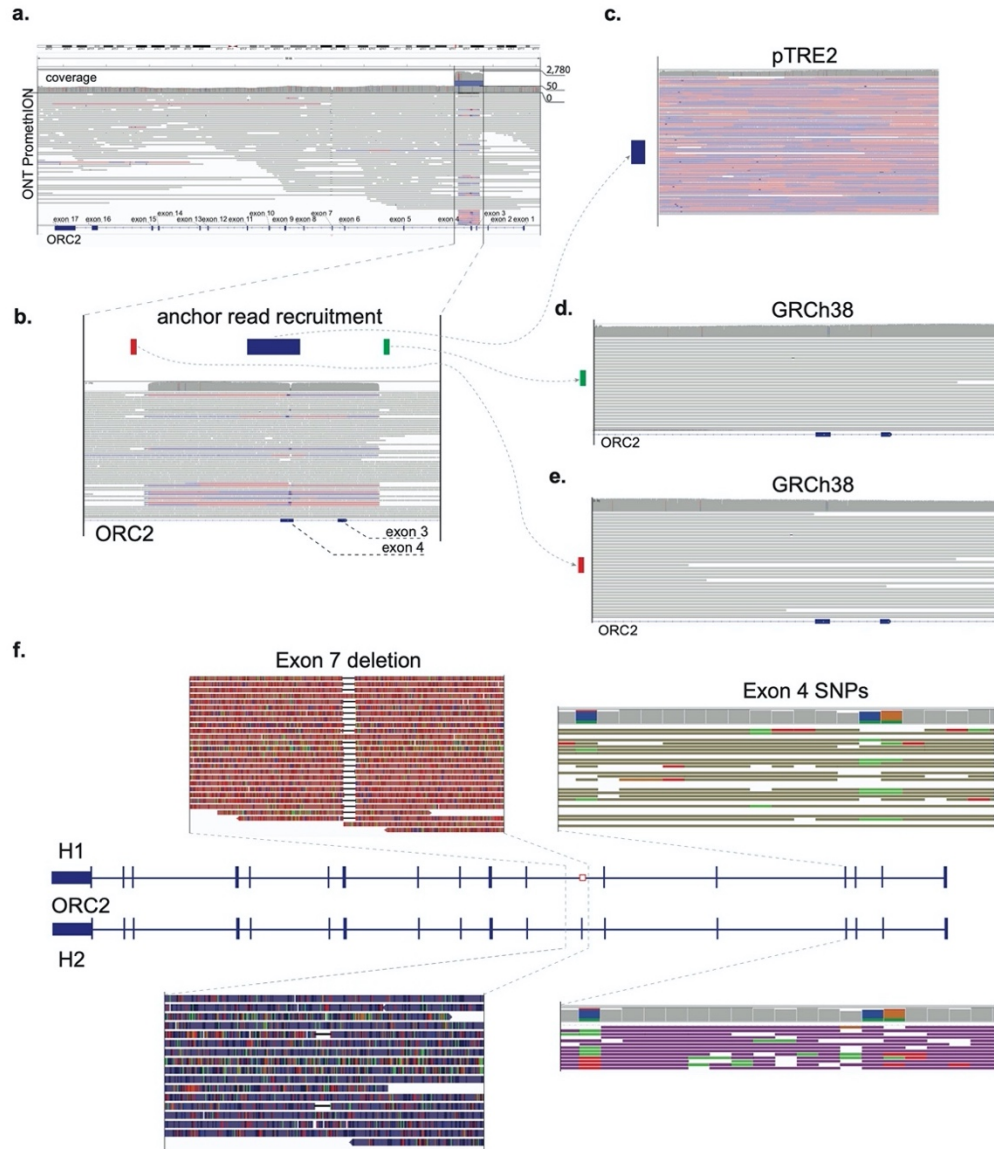 a.
coverage
2,780
50
0
ONT PromethION
exon 17
exon 16
exon 15
exon 14
exon 13
exon 12
exon 11
exon 10
exon 9
exon 8
exon 7
exon 6
exon 5
exon 4
exon 3
exon 2
exon 1
ORC2
c.
pTRE2
b.
anchor read recruitment
ORC2
exon 3
exon 4
d.
GRCh38
ORC2
e.
GRCh38
ORC2
f.
Exon 7 deletion
Exon 4 SNPs
H1
ORC2
H2